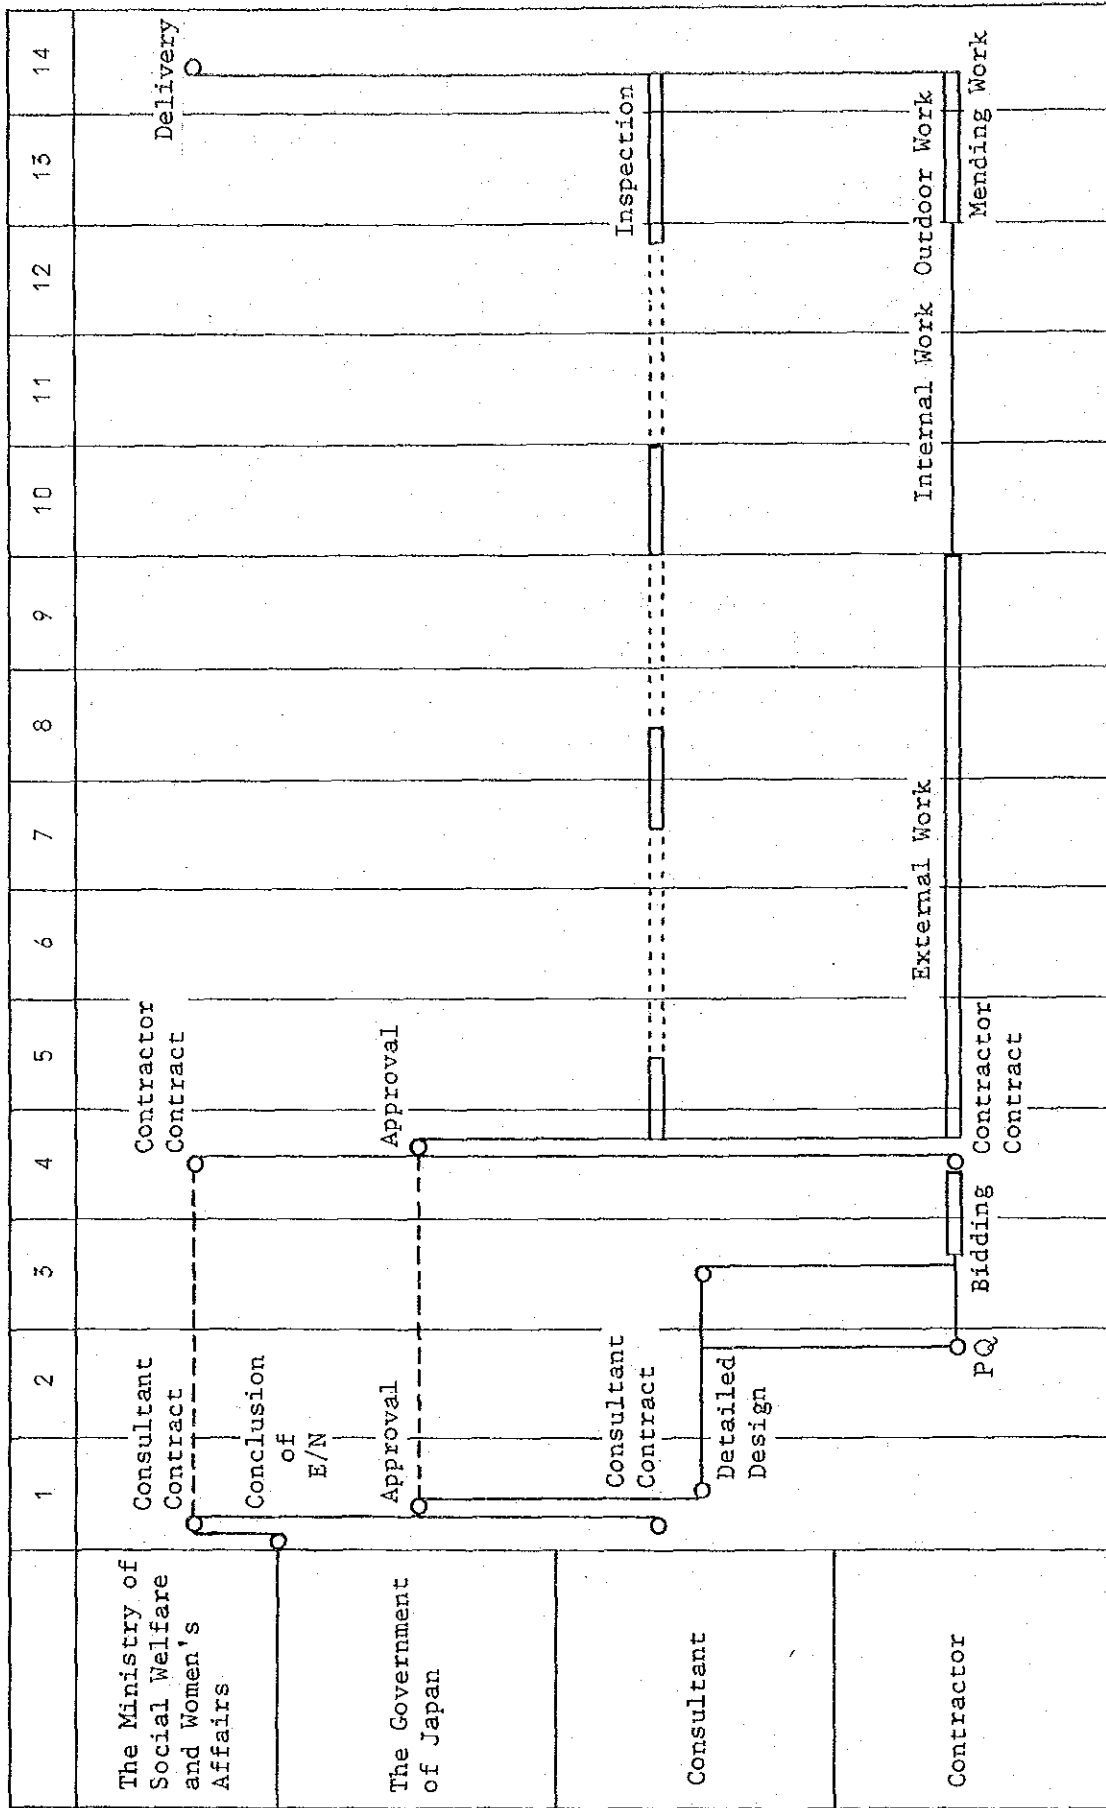 1 2 3 4 5 6 7 8 9 10 11 12 13 14
The Ministry of
Social Welfare
and Women's
Affairs
Consultant
Contract
Contractor
Contract
Delivery
Conclusion
of
E/N
The Government
of Japan
Approval
Approval
Consultant
Consultant
Contract
Inspection
Detailed
Design
Contractor
External Work
Internal Work
Outdoor Work
PQ
Bidding
Contractor
Contract
Mending Work